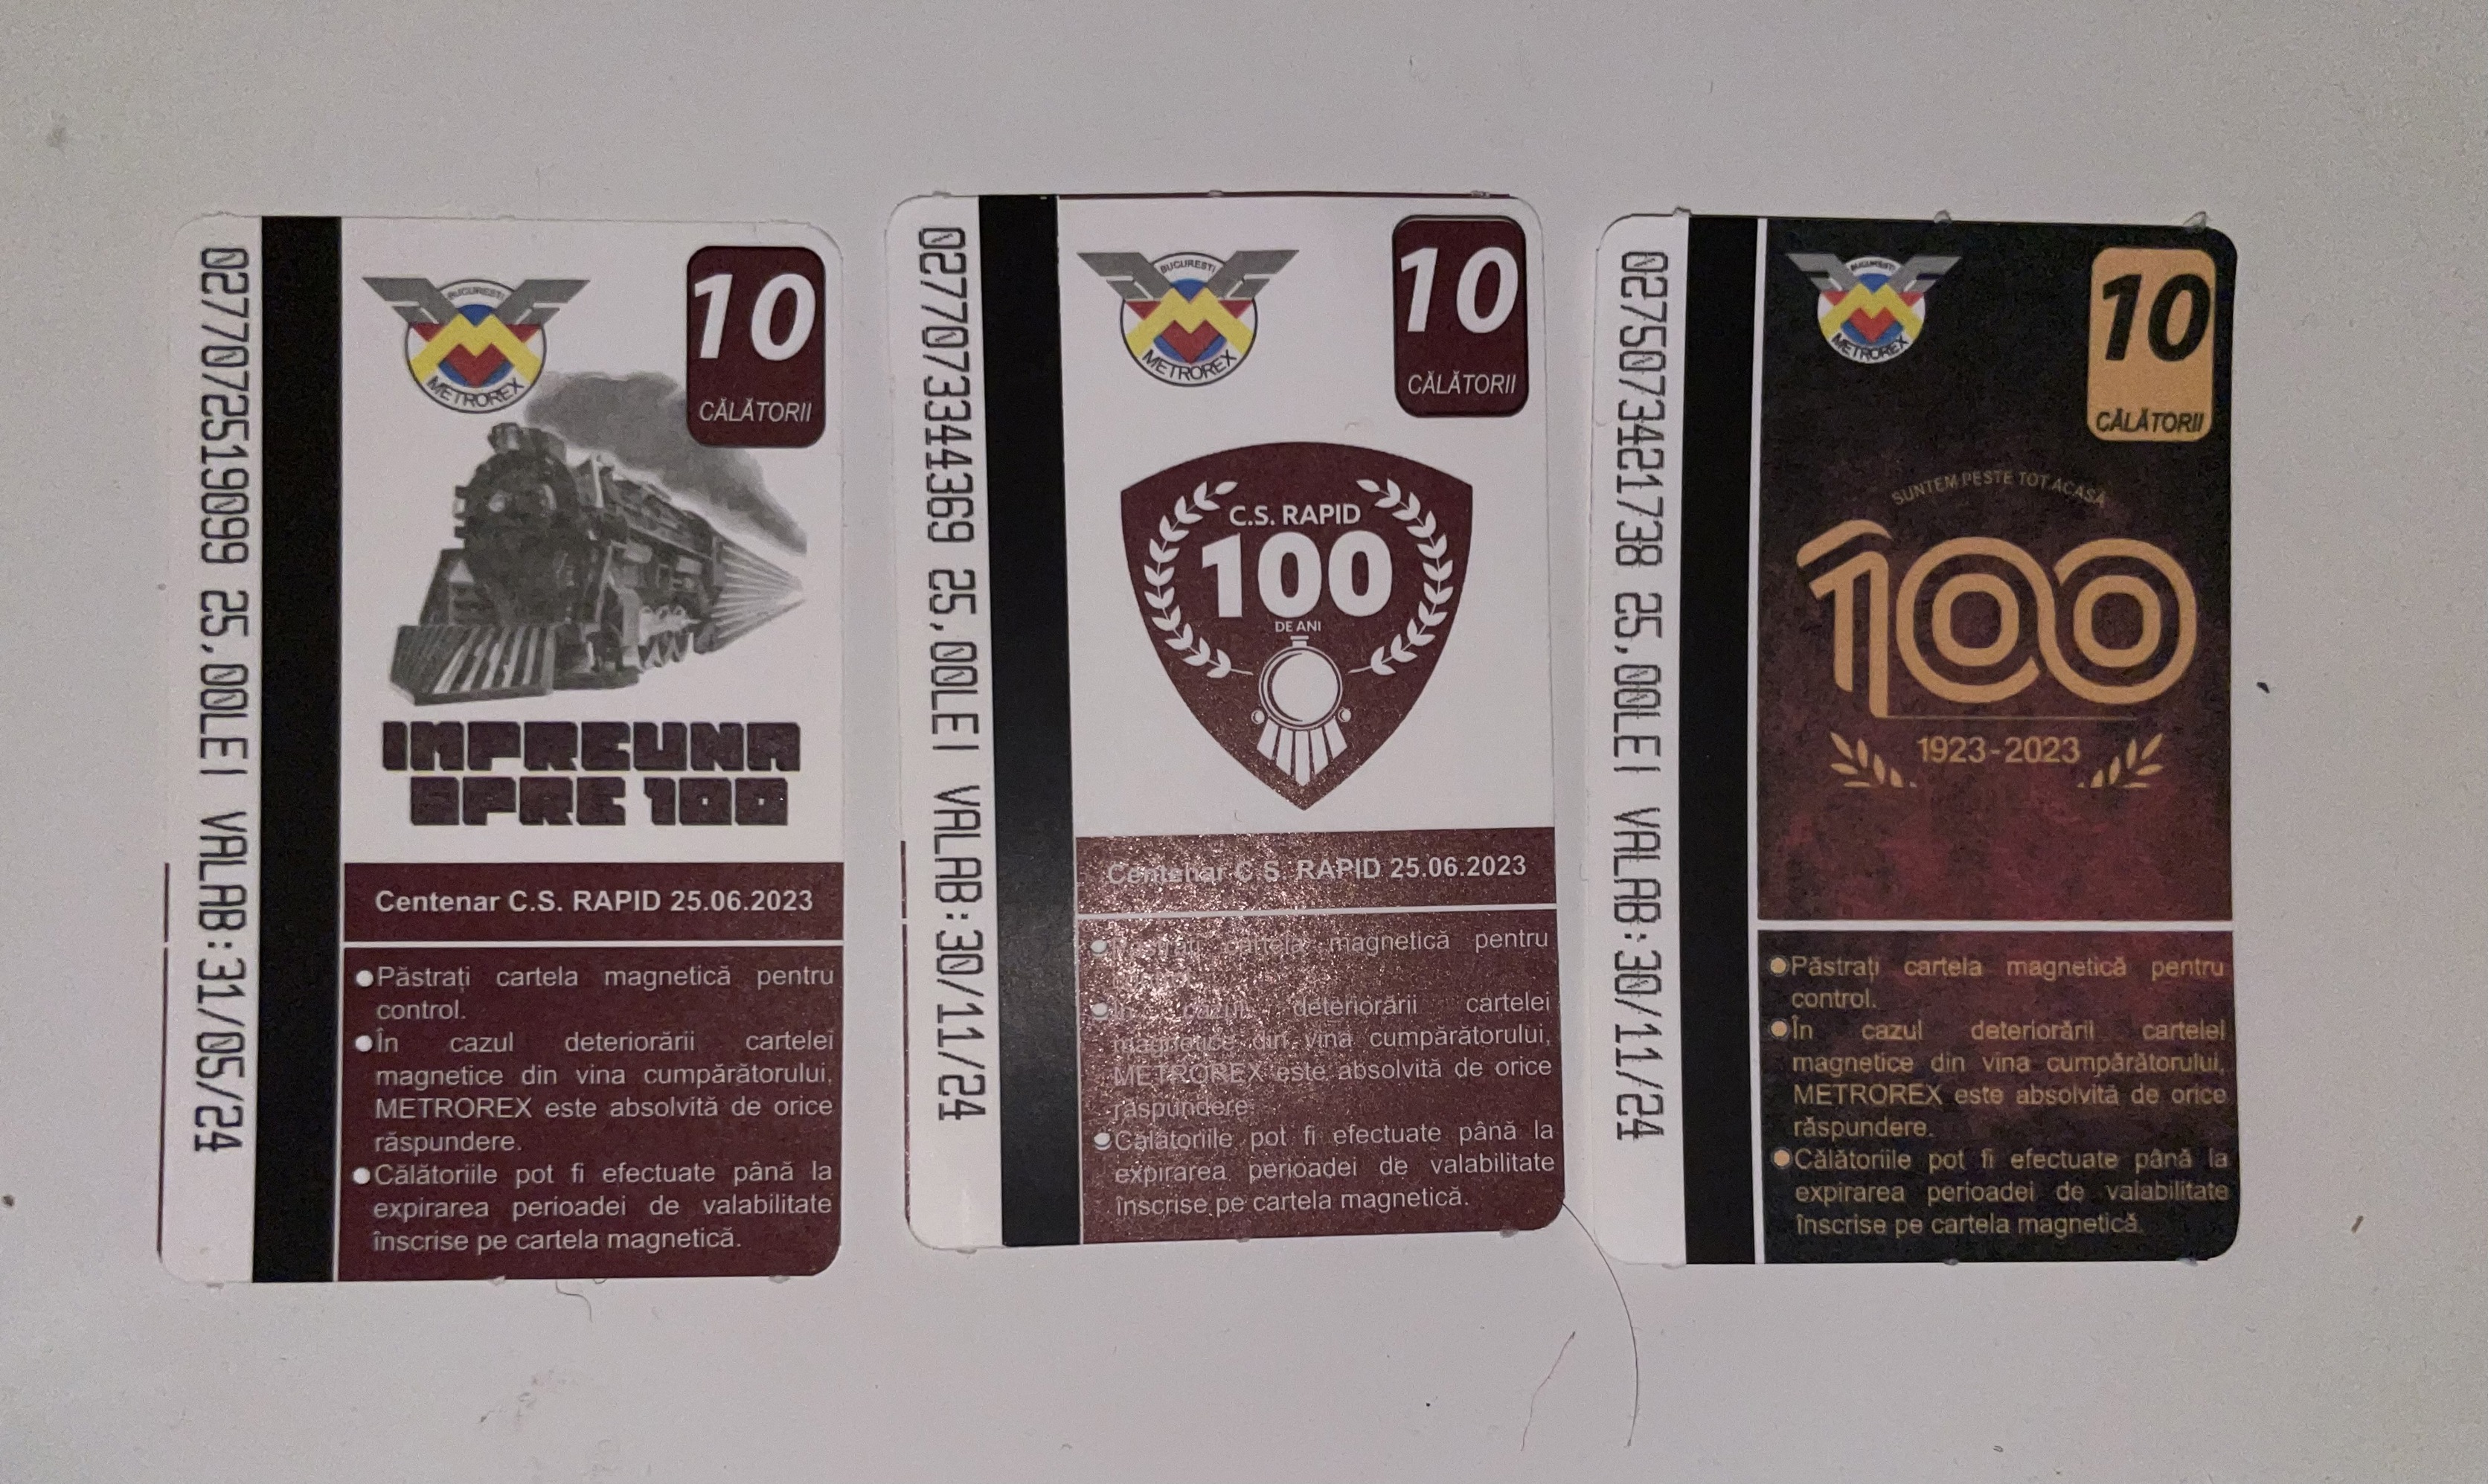 02770725190​99 25,00LEI VALAB:31/05/24
BUCUREȘTI
METROREX
10
CĂLĂTORII
IMPREUNA
SPRE 100
Centenar C.S. RAPID 25.06.2023
●Păstrați cartela magnetică pentru
control.
●În cazul deteriorării cartelei
magnetice din vina cumpărătorului,
METROREX este absolvită de orice
răspundere.
●Călătoriile pot fi efectuate până la
expirarea perioadei de valabilitate
înscrise pe cartela magnetică.
0277073344369 25,00LEI VALAB:30/11/24
BUCUREȘTI
METROREX
10
CĂLĂTORII
C.S. RAPID
100
DE ANI
Centenar C.S. RAPID 25.06.2023
●Păstrați cartela magnetică pentru
●În cazul deteriorării cartelei
magnetice din vina cumpărătorului,
METROREX este absolvită de orice
răspundere.
●Călătoriile pot fi efectuate până la
expirarea perioadei de valabilitate
înscrise pe cartela magnetică.
0275073421738 25,00LEI VALAB:30/11/24
BUCUREȘTI
METROREX
10
CĂLĂTORII
SUNTEM PESTE TOT ACASĂ
100
1923-2023
●Păstrați cartela magnetică pentru
control.
●În cazul deteriorării cartelei
magnetice din vina cumpărătorului,
METROREX este absolvită de orice
răspundere.
●Călătoriile pot fi efectuate până la
expirarea perioadei de valabilitate
înscrise pe cartela magnetică.